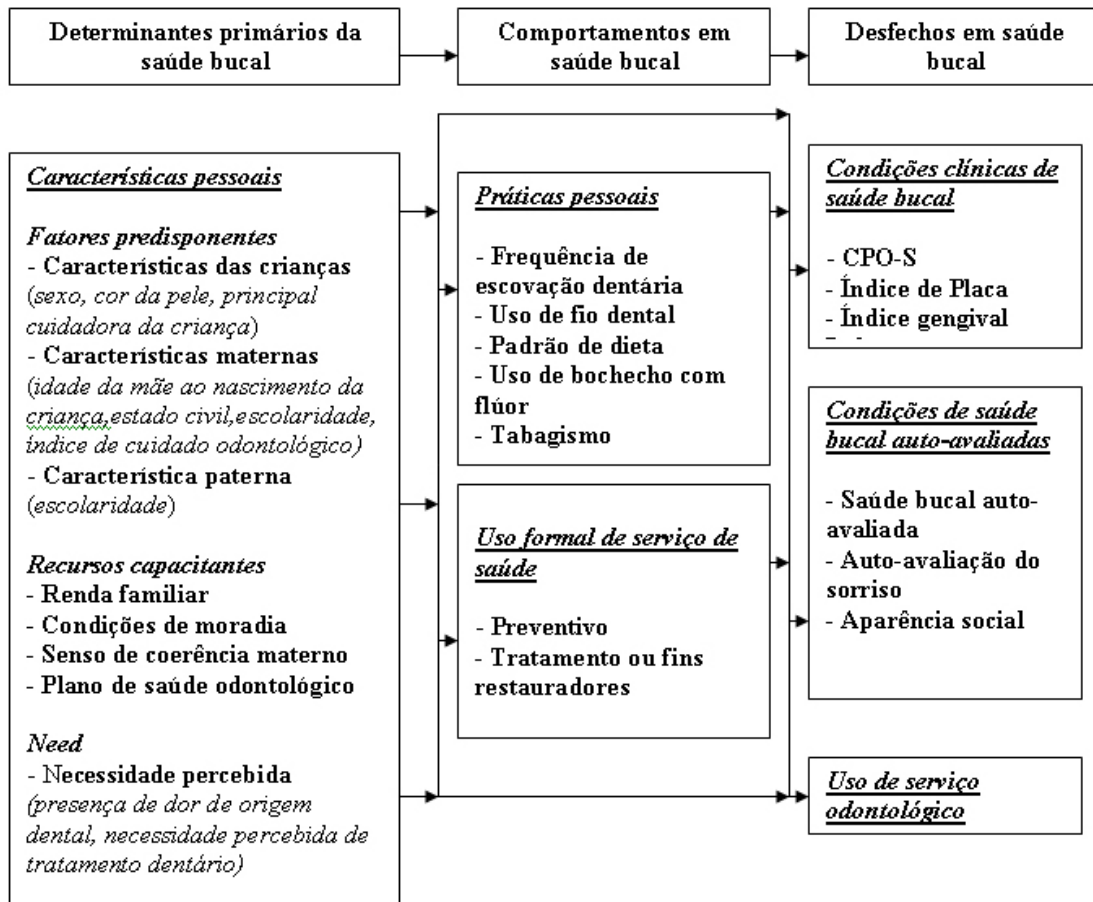 Determinantes primários da
saúde bucal
Comportamentos em
saúde bucal
Desfechos em saúde
bucal
Características pessoais
Fatores predisponentes
- Características das crianças
(sexo, cor da pele, principal
cuidadora da criança)
- Características maternas
(idade da mãe ao nascimento da
criança,estado civil,escolaridade,
índice de cuidado odontológico)
- Característica paterna
(escolaridade)
Recursos capacitantes
- Renda familiar
- Condições de moradia
- Senso de coerência materno
- Plano de saúde odontológico
Need
- Necessidade percebida
(presença de dor de origem
dental, necessidade percebida de
tratamento dentário)
Práticas pessoais
- Frequência de
escovação dentária
- Uso de fio dental
- Padrão de dieta
- Uso de bochecho com
flúor
- Tabagismo
Uso formal de serviço de
saúde
- Preventivo
- Tratamento ou fins
restauradores
Condições clínicas de
saúde bucal
- CPO-S
- Índice de Placa
- Índice gengival
Condições de saúde
bucal auto-avaliadas
- Saúde bucal auto-
avaliada
- Auto-avaliação do
sorriso
- Aparência social
Uso de serviço
odontológico